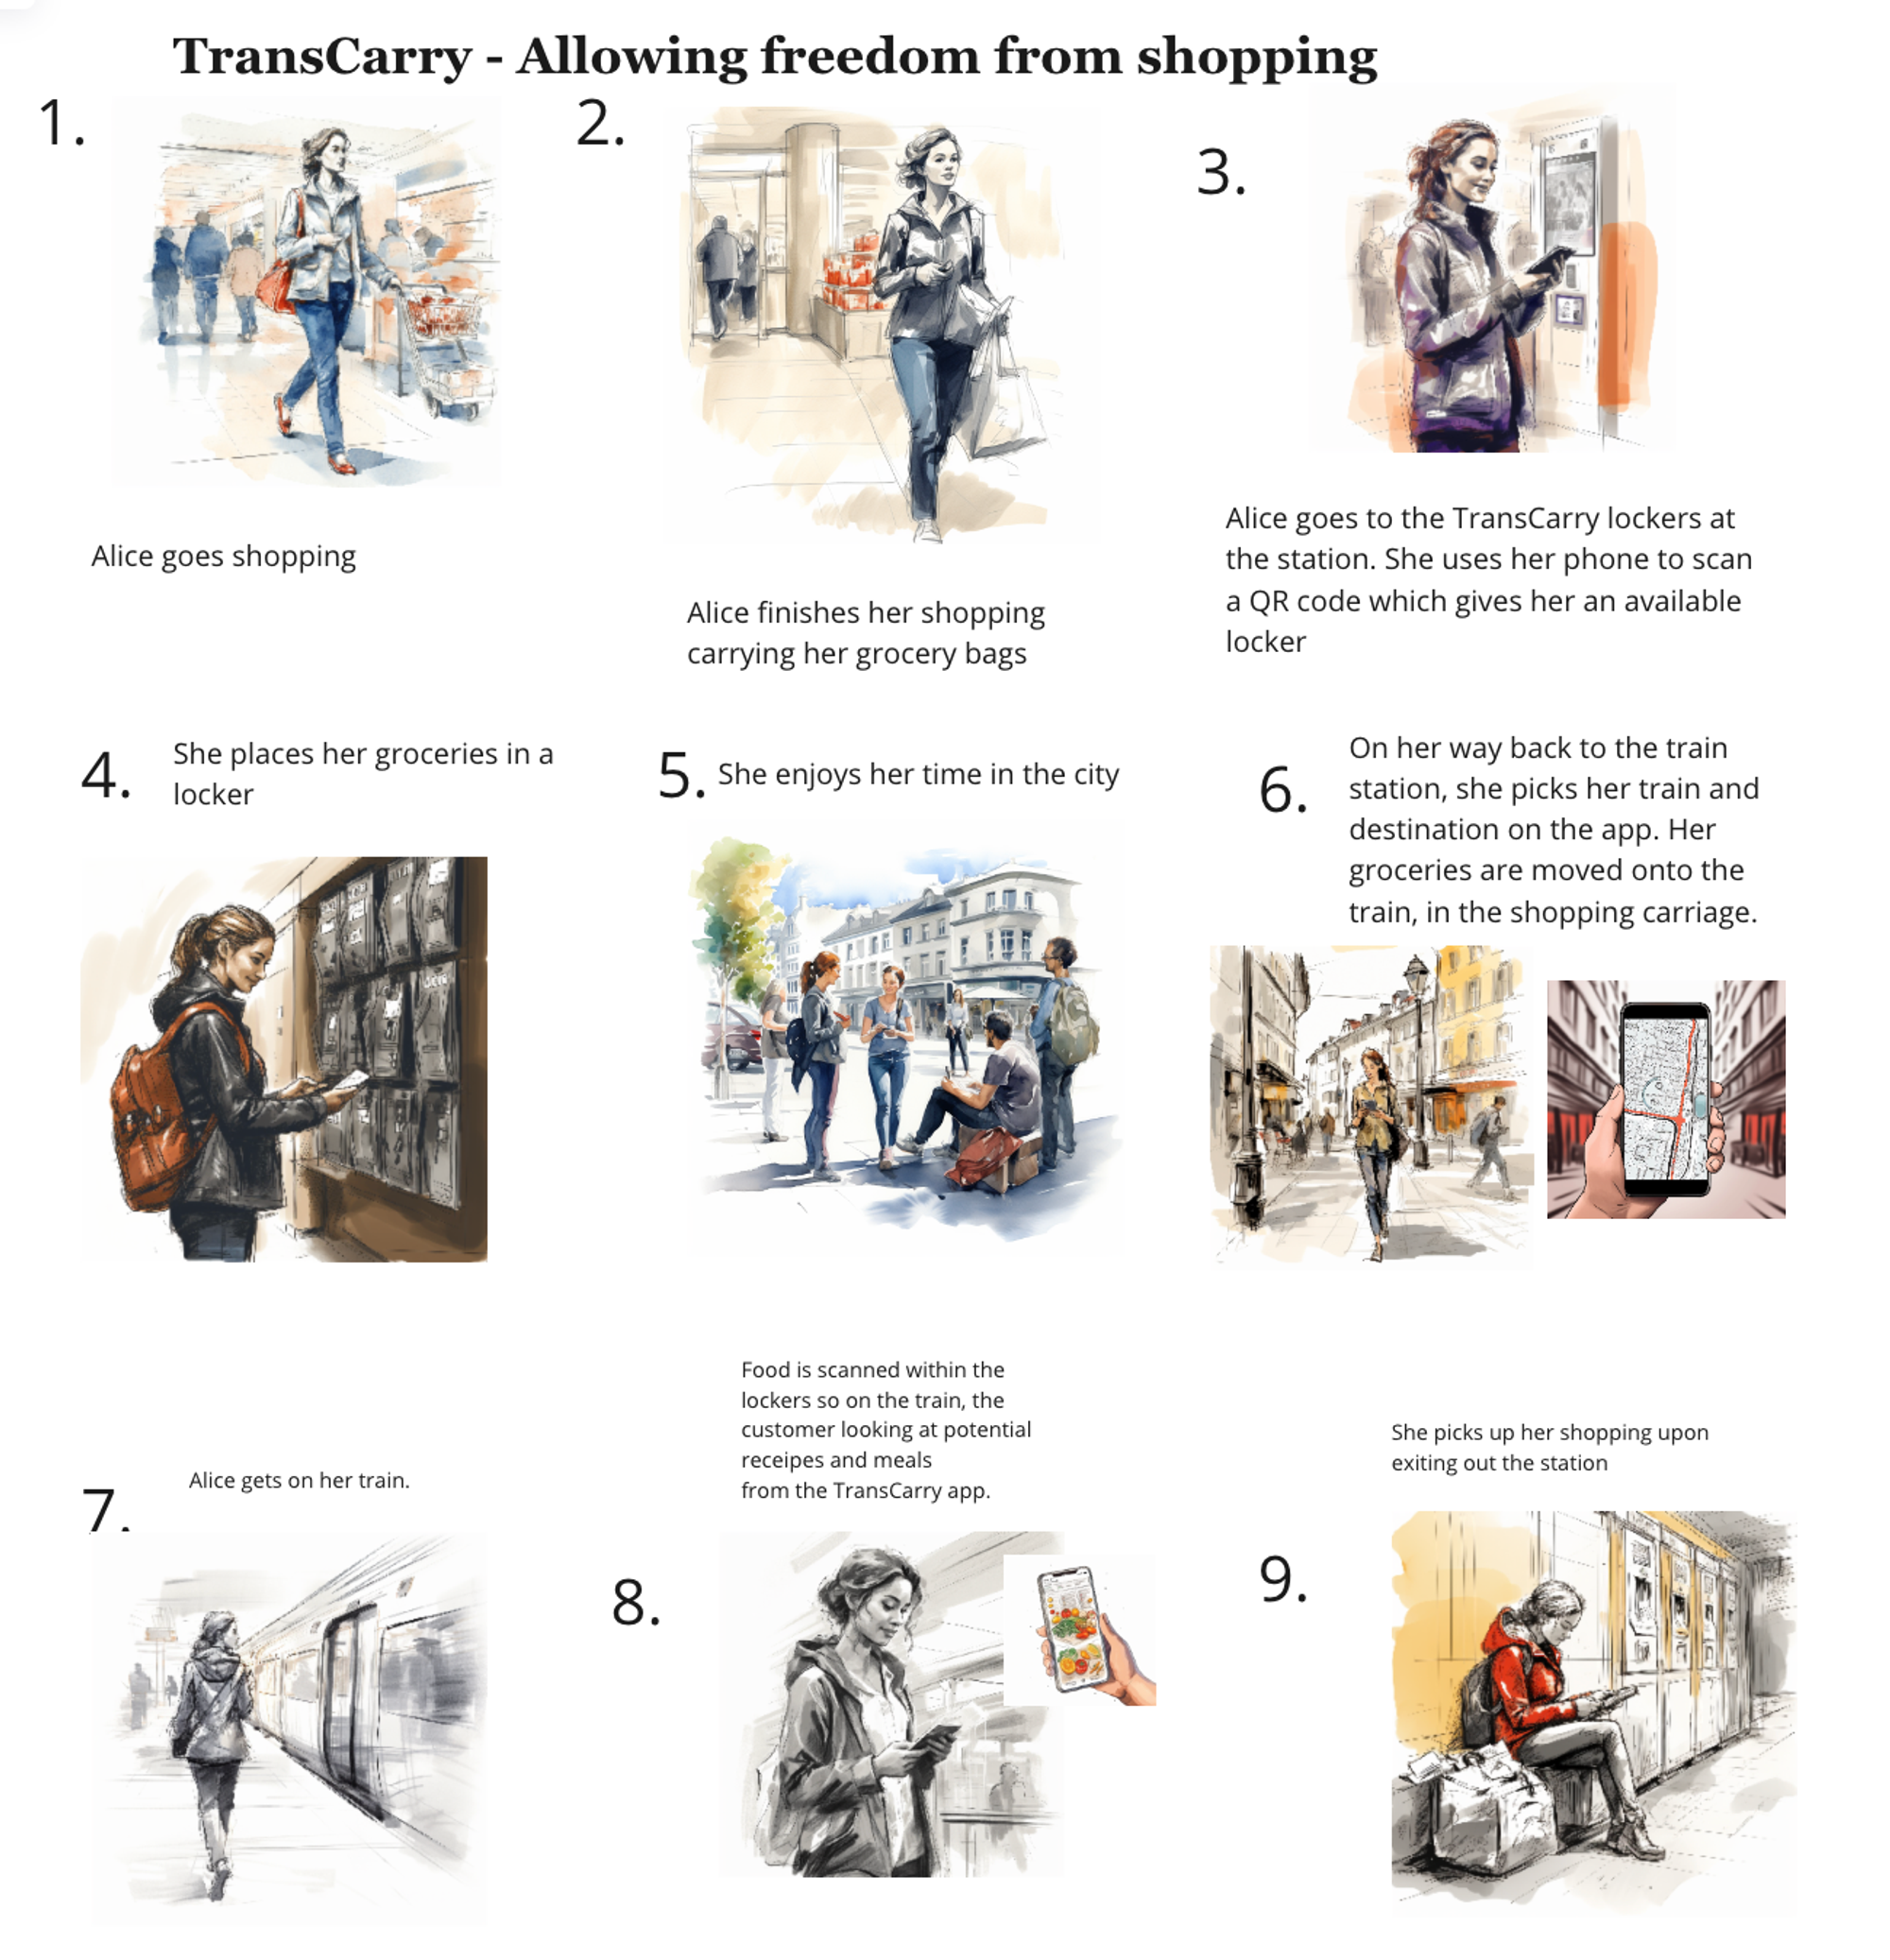 TransCarry - Allowing freedom from shopping
1.
Alice goes shopping
2.
Alice finishes her shopping
carrying her grocery bags
3.
Alice goes to the TransCarry lockers at
the station. She uses her phone to scan
a QR code which gives her an available
locker
4.
She places her groceries in a
locker
5.
She enjoys her time in the city
6.
On her way back to the train
station, she picks her train and
destination on the app. Her
groceries are moved onto the
train, in the shopping carriage.
7.
Alice gets on her train.
8.
Food is scanned within the
lockers so on the train, the
customer looking at potential
receipes and meals
from the TransCarry app.
9.
She picks up her shopping upon
exiting out the station